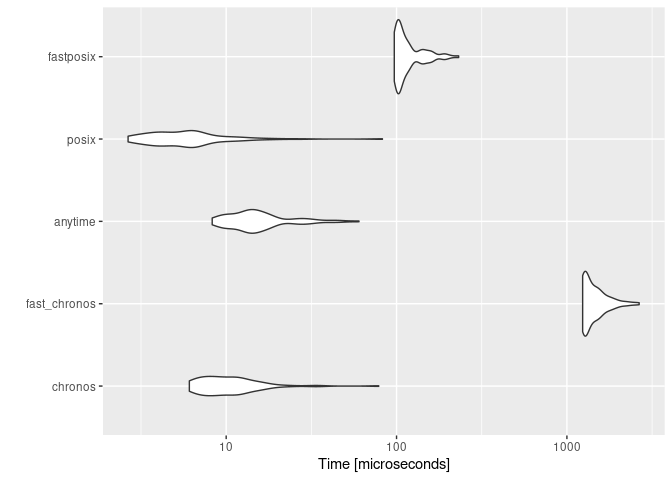 fastposix
posix
anytime
fast_chronos
chronos
10
100
1000
Time [microseconds]